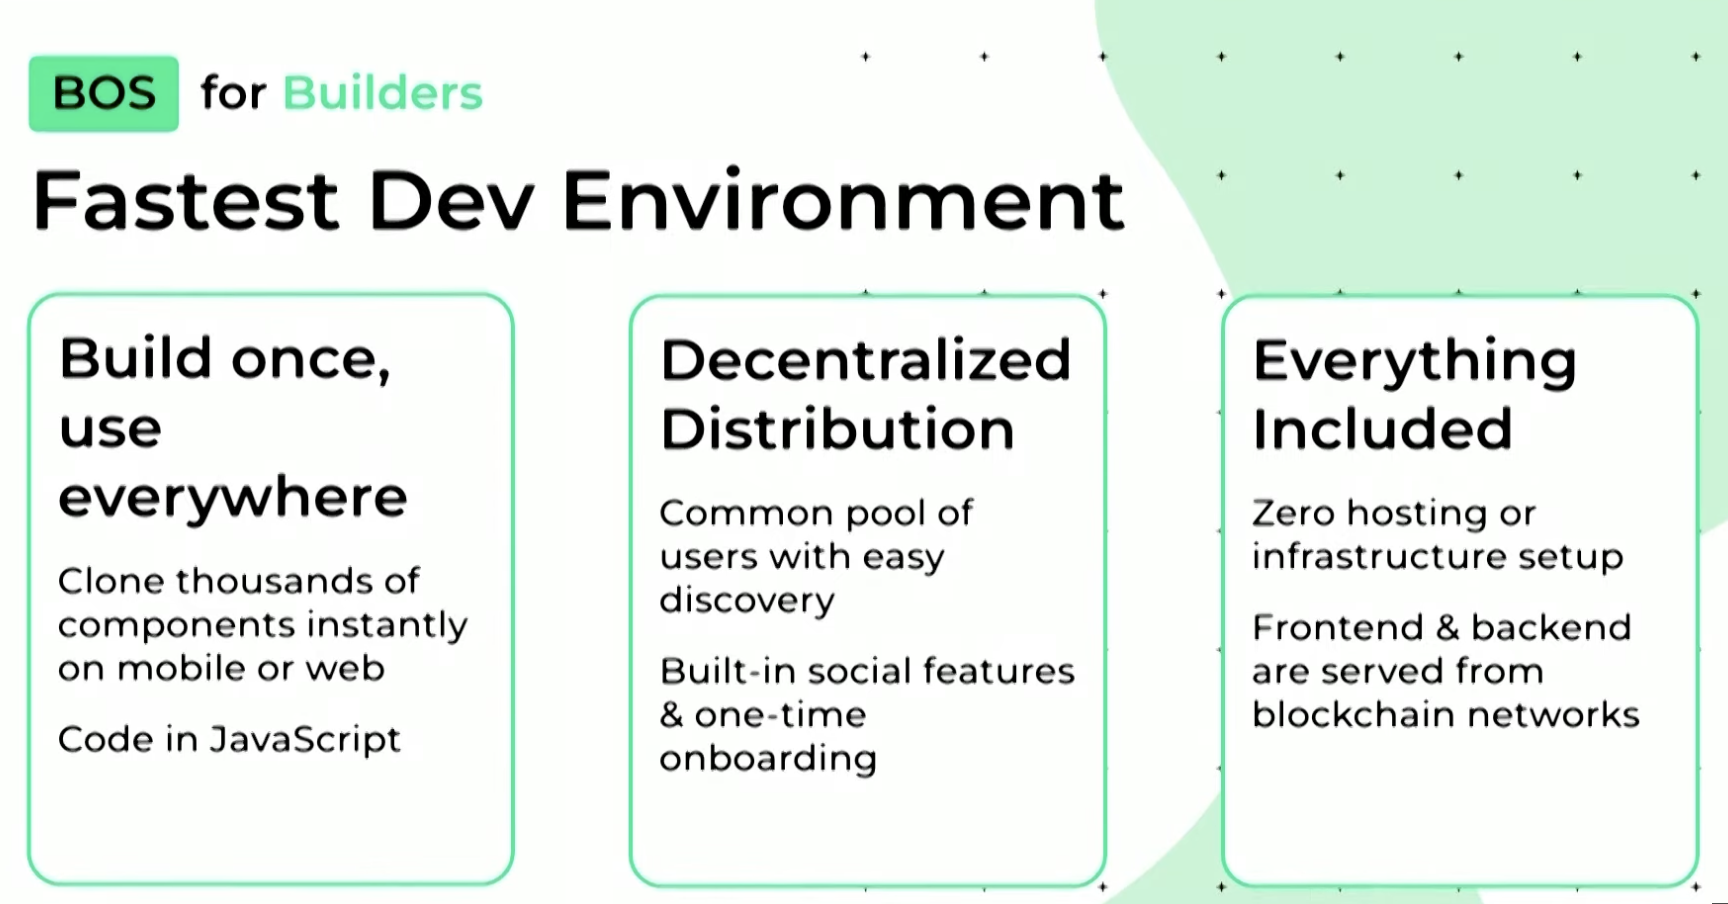 BOS for Builders
Fastest Dev Environment
Build once,
use
everywhere
Clone thousands of
components instantly
on mobile or web
Code in JavaScript
Decentralized
Distribution
Common pool of
users with easy
discovery
Built-in social features
& one-time
onboarding
Everything
Included
Zero hosting or
infrastructure setup
Frontend & backend
are served from
blockchain networks